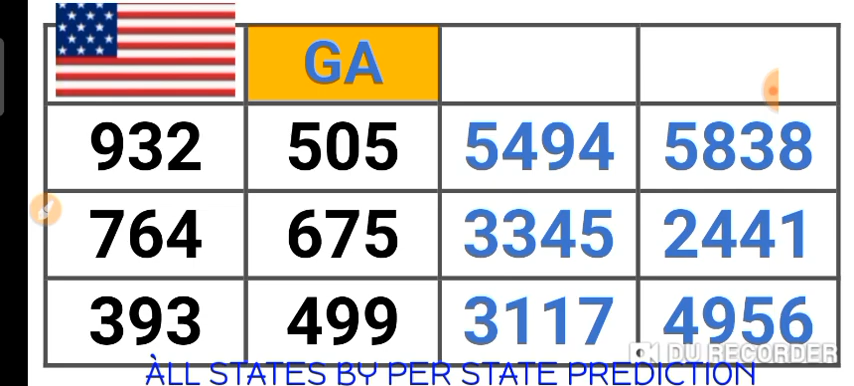 GA
932 505 5494 5838
764 675 3345 2441
393 499 3117 4956
DU RECORDER
ÀLL STATES BY PER STATE PREDICTION